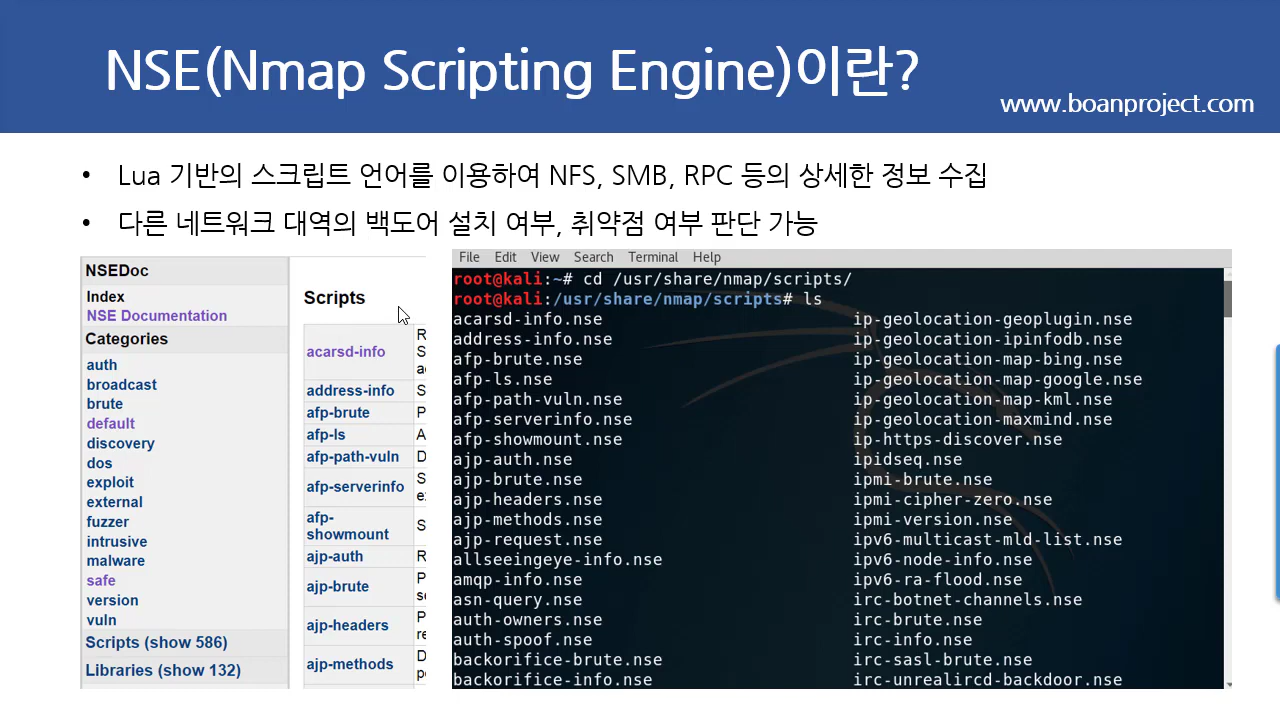 NSE(Nmap Scripting Engine)이란?
www.boanproject.com
• Lua 기반의 스크립트 언어를 이용하여 NFS, SMB, RPC 등의 상세한 정보 수집
• 다른 네트워크 대역의 백도어 설치 여부, 취약점 여부 판단 가능
NSEDoc
Index
NSE Documentation
Categories
auth
broadcast
brute
default
discovery
dos
exploit
external
fuzzer
intrusive
malware
safe
version
vuln
Scripts (show 586)
Libraries (show 132)
Scripts
acarsd-info
address-info
afp-brute
afp-ls
afp-path-vuln
afp-serverinfo
afp-
showmount
ajp-auth
ajp-brute
ajp-headers
ajp-methods
File Edit View Search Terminal Help
root@kali:~# cd /usr/share/nmap/scripts/
root@kali:/usr/share/nmap/scripts# ls
acarsd-info.nse ip-geolocation-geoplugin.nse
address-info.nse ip-geolocation-ipinfodb.nse
afp-brute.nse ip-geolocation-map-bing.nse
afp-ls.nse ip-geolocation-map-google.nse
afp-path-vuln.nse ip-geolocation-map-kml.nse
afp-serverinfo.nse ip-geolocation-maxmind.nse
afp-showmount.nse ip-https-discover.nse
ajp-auth.nse ipidseq.nse
ajp-brute.nse ipmi-brute.nse
ajp-headers.nse ipmi-cipher-zero.nse
ajp-methods.nse ipmi-version.nse
ajp-request.nse ipv6-multicast-mld-list.nse
allseeingeye-info.nse ipv6-node-info.nse
amqp-info.nse ipv6-ra-flood.nse
asn-query.nse irc-botnet-channels.nse
auth-owners.nse irc-brute.nse
auth-spoof.nse irc-info.nse
backorifice-brute.nse irc-sasl-brute.nse
backorifice-info.nse irc-unrealircd-backdoor.nse